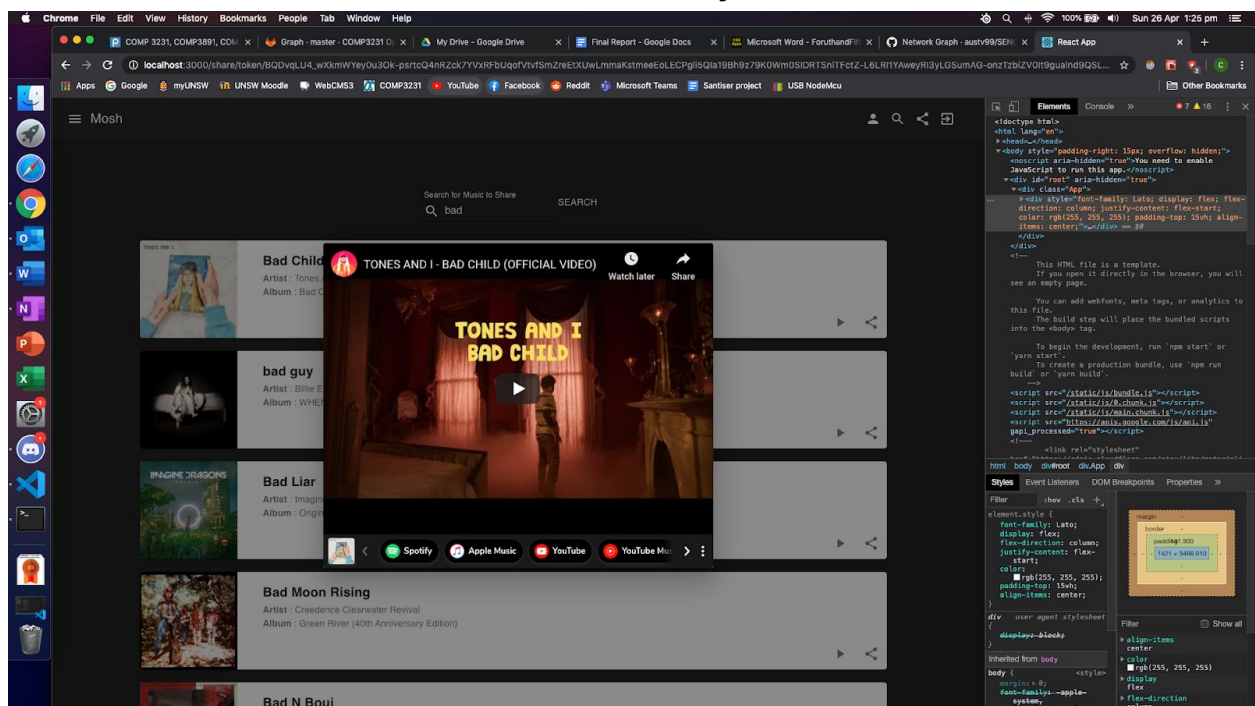 Chrome File Edit View History Bookmarks People Tab Window Help
100% Sun 26 Apr 1:25 pm
COMP 3231, COMP3891, COM
Graph · master · COMP3231 O
My Drive - Google Drive
Final Report - Google Docs
Microsoft Word - ForuthandFif
Network Graph · austv99/SENG
React App
Apps Google myUNSW UNSW Moodle WebCMS3 COMP3231 YouTube Facebook Reddit Microsoft Teams Santiser project USB NodeMcu Other Bookmarks
Mosh
Search for Music to Share
bad
SEARCH
TONES AND I
Bad Child
Artist : Tones
Album : Bad C
bad guy
Artist : Billie E
Album : WHEN
IMAGINE DRAGONS
Bad Liar
Artist : Imagin
Album : Origin
Bad Moon Rising
Artist : Creedence Clearwater Revival
Album : Green River (40th Anniversary Edition)
Bad N Boui
TONES AND I - BAD CHILD (OFFICIAL VIDEO)
Watch later
Share
TONES AND I
BAD CHILD
Spotify Apple Music YouTube YouTube Mu
Elements Console » 7 16
<!doctype html>
<html lang="en">
<head>…</head>
<body style="padding-right: 15px; overflow: hidden;">
<noscript aria-hidden="true">You need to enable
JavaScript to run this app.</noscript>
<div id="root" aria-hidden="true">
<div class="App">
<div style="font-family: Lato; display: flex; flex-
direction: column; justify-content: flex-start;
color: rgb(255, 255, 255); padding-top: 15vh; align-
items: center;">…</div> == $0
</div>
</div>
<!--
This HTML file is a template.
If you open it directly in the browser, you will
see an empty page.
You can add webfonts, meta tags, or analytics to
this file.
The build step will place the bundled scripts
into the <body> tag.
To begin the development, run `npm start` or
`yarn start`.
To create a production bundle, use `npm run
build` or `yarn build`.
-->
<script src="/static/js/bundle.js"></script>
<script src="/static/js/0.chunk.js"></script>
<script src="/static/js/main.chunk.js"></script>
<script src="https://apis.google.com/js/api.js"
gapi_processed="true"></script>
<link rel="stylesheet"
html body div#root div.App div
Styles Event Listeners DOM Breakpoints Properties »
Filter :hov .cls +
element.style {
font-family: Lato;
display: flex;
flex-direction: column;
justify-content: flex-
start;
color:
rgb(255, 255, 255);
padding-top: 15vh;
align-items: center;
}
div user agent stylesheet
{
display: block;
}
Inherited from body
body { <style>
margin: 0;
font-family: -apple-
system,
margin
border
padding
Filter Show all
align-items
center
color
rgb(255, 255, 255)
display
flex
flex-direction